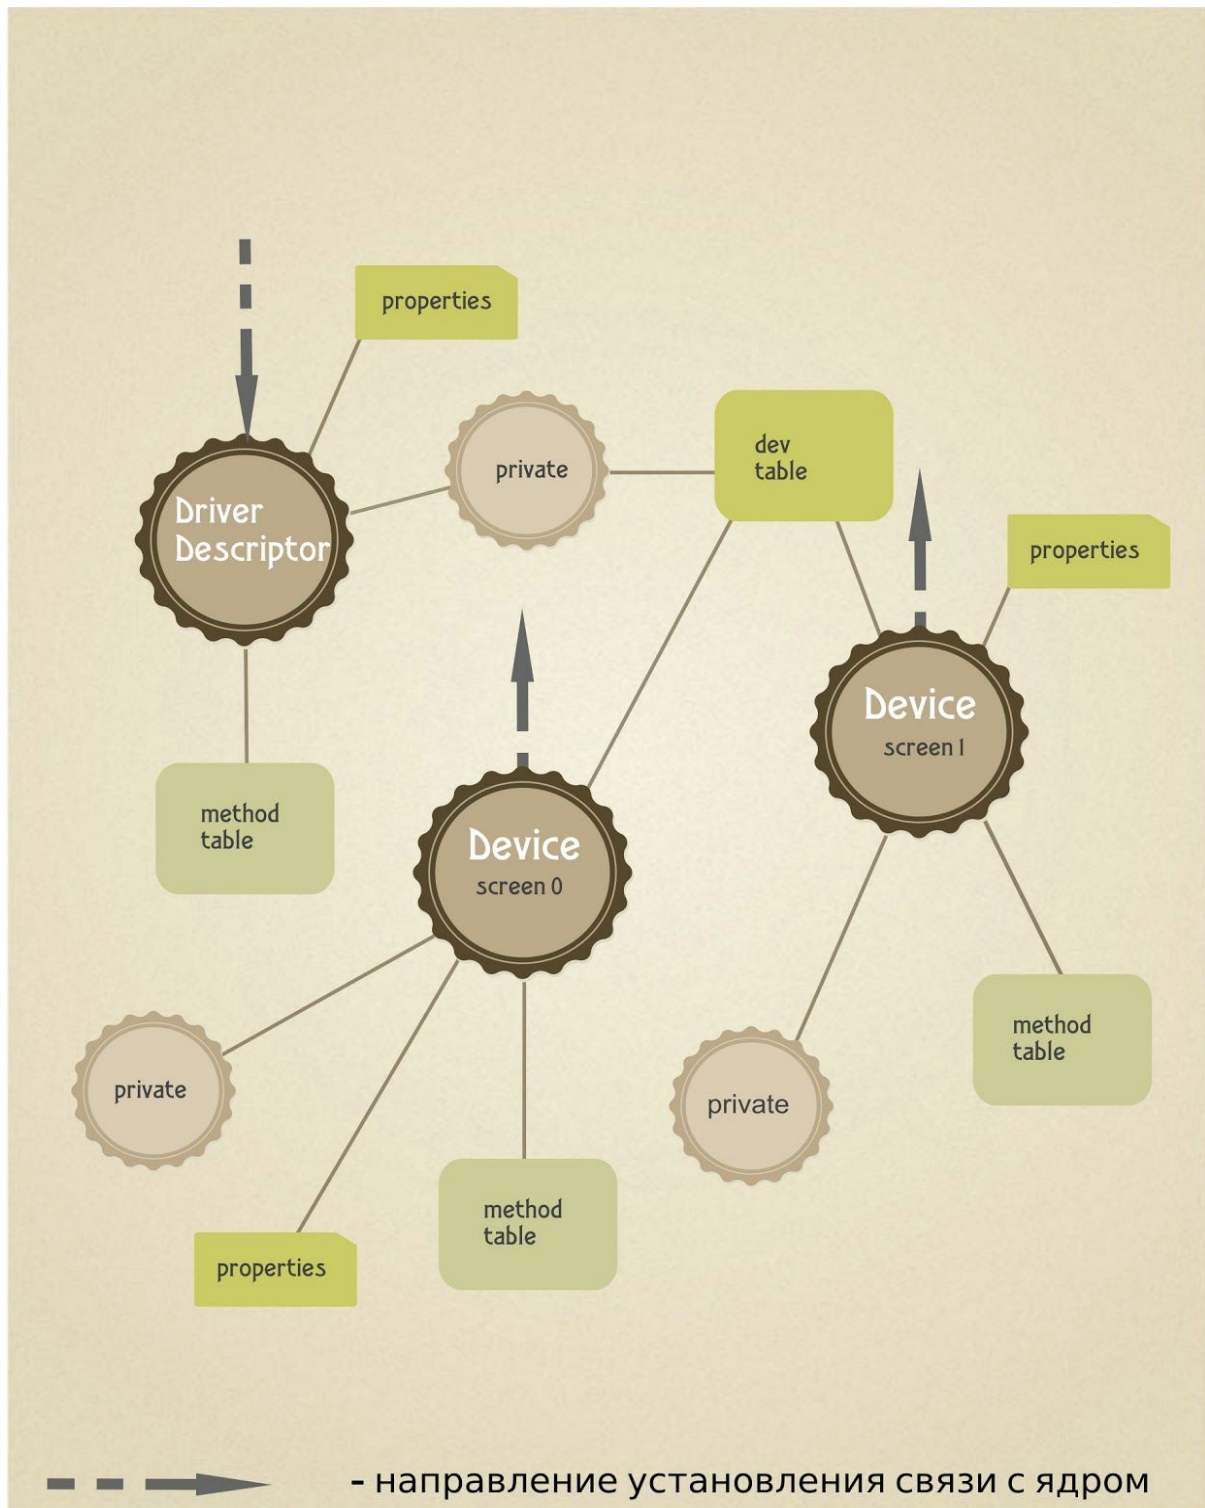 properties
private
dev
table
Driver
Descriptor
properties
Device
screen 1
method
table
Device
screen 0
method
table
private
private
method
table
properties
- направление установления связи с ядром